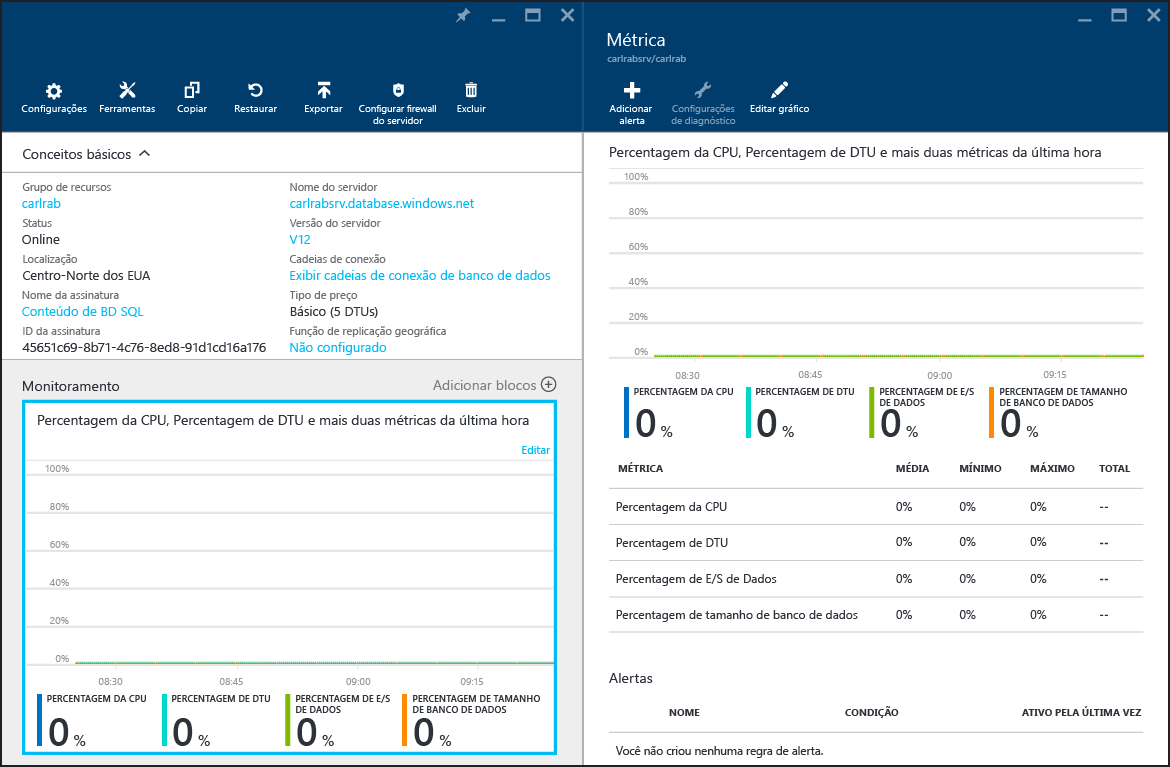 Configurações
Ferramentas
Copiar
Restaurar
Exportar
Configurar firewall
do servidor
Excluir
Conceitos básicos
Grupo de recursos
carlrab
Status
Online
Localização
Centro-Norte dos EUA
Nome da assinatura
Conteúdo de BD SQL
ID da assinatura
45651c69-8b71-4c76-8ed8-91d1cd16a176
Nome do servidor
carlrabsrv.database.windows.net
Versão do servidor
V12
Cadeias de conexão
Exibir cadeias de conexão de banco de dados
Tipo de preço
Básico (5 DTUs)
Função de replicação geográfica
Não configurado
Monitoramento
Adicionar blocos
Percentagem da CPU, Percentagem de DTU e mais duas métricas da última hora
Editar
100%
80%
60%
40%
20%
0%
08:30 08:45 09:00 09:15
PERCENTAGEM DA CPU
0 %
PERCENTAGEM DE DTU
0 %
PERCENTAGEM DE E/S
DE DADOS
0 %
PERCENTAGEM DE TAMANHO
DE BANCO DE DADOS
0 %
Métrica
carlrabsrv/carlrab
Adicionar
alerta
Configurações
de diagnóstico
Editar gráfico
Percentagem da CPU, Percentagem de DTU e mais duas métricas da última hora
100%
80%
60%
40%
20%
0%
08:30 08:45 09:00 09:15
PERCENTAGEM DA CPU
0 %
PERCENTAGEM DE DTU
0 %
PERCENTAGEM DE E/S
DE DADOS
0 %
PERCENTAGEM DE TAMANHO
DE BANCO DE DADOS
0 %
MÉTRICA MÉDIA MÍNIMO MÁXIMO TOTAL
Percentagem da CPU 0% 0% 0% --
Percentagem de DTU 0% 0% 0% --
Percentagem de E/S de Dados 0% 0% 0% --
Percentagem de tamanho de banco de dados 0% 0% 0% --
Alertas
NOME CONDIÇÃO ATIVO PELA ÚLTIMA VEZ
Você não criou nenhuma regra de alerta.